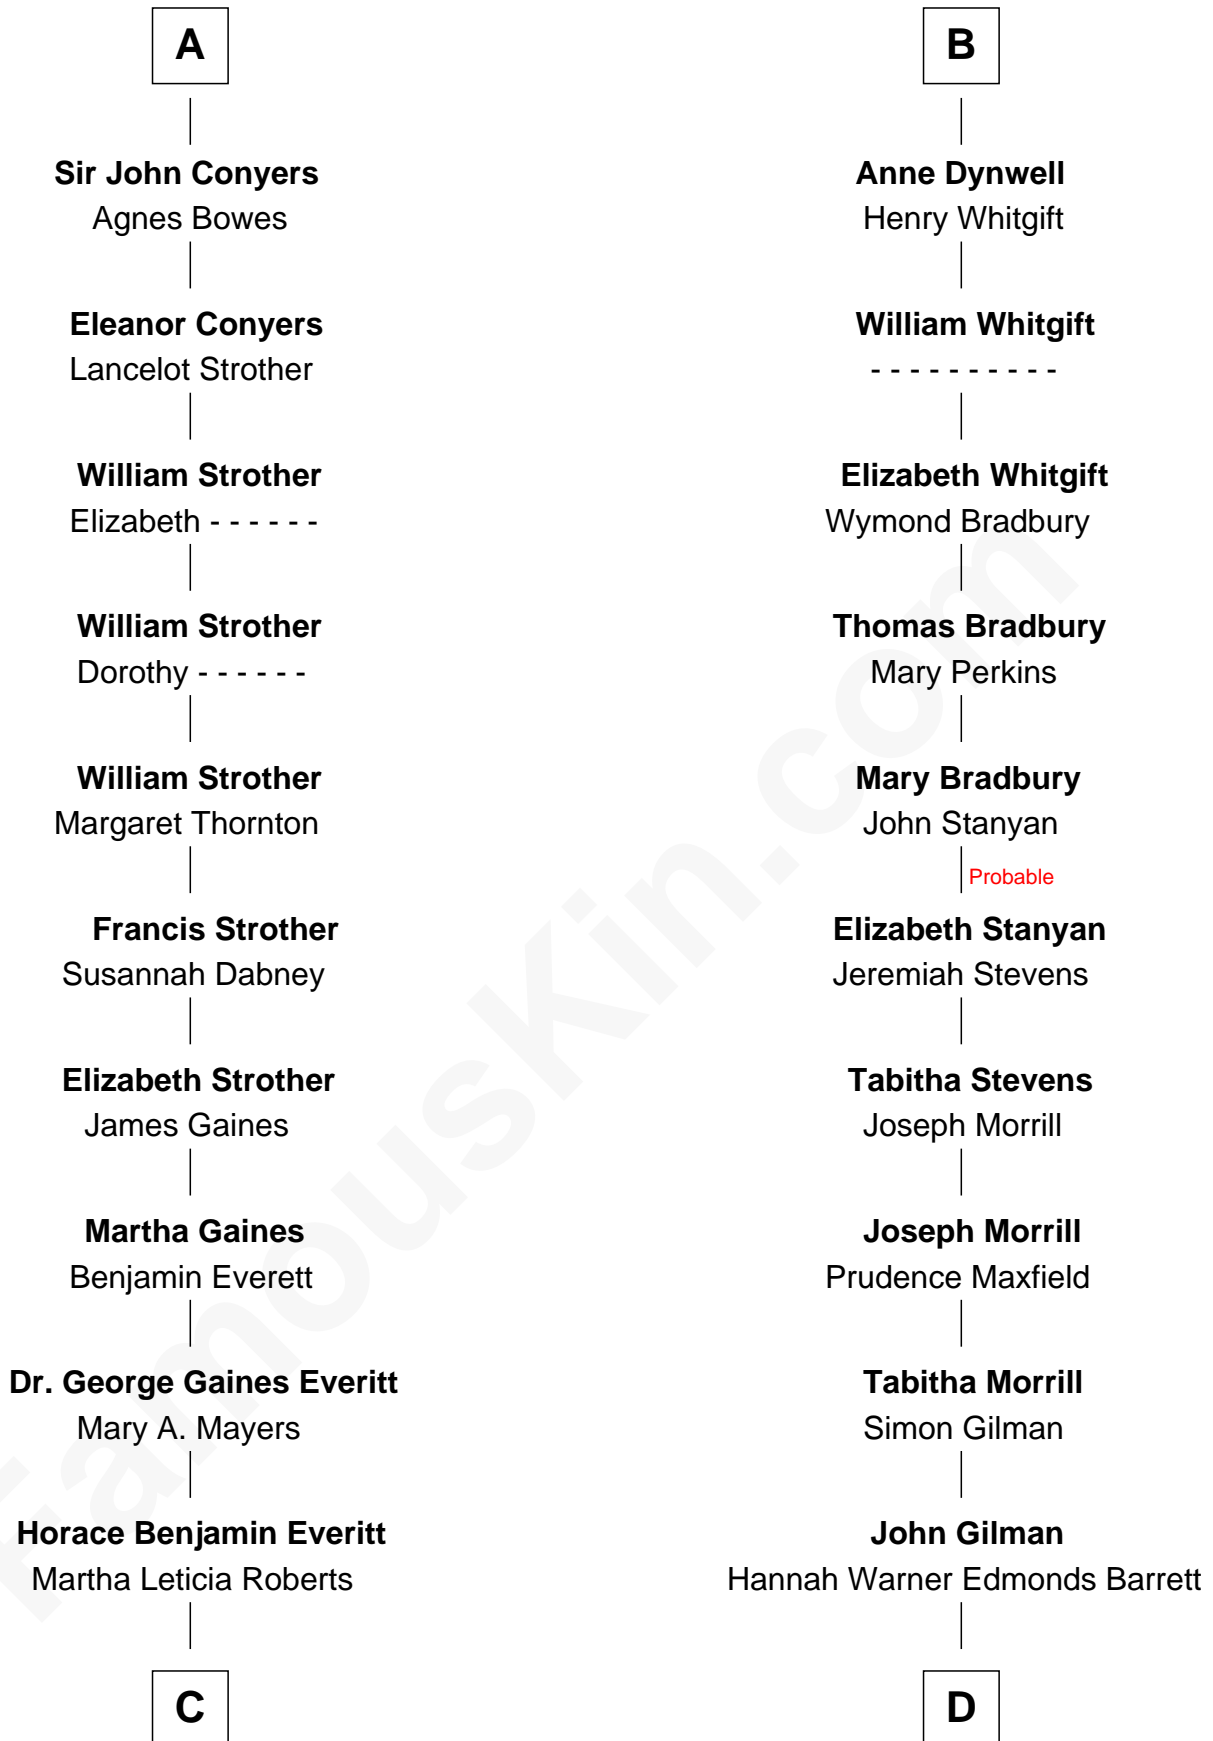 A
Sir John Conyers
Agnes Bowes
Eleanor Conyers
Lancelot Strother
William Strother
Elizabeth - - - - - -
William Strother
Dorothy - - - - - -
William Strother
Margaret Thornton
Francis Strother
Susannah Dabney
Elizabeth Strother
James Gaines
Martha Gaines
Benjamin Everett
Dr. George Gaines Everitt
Mary A. Mayers
Horace Benjamin Everitt
Martha Leticia Roberts
C
B
Anne Dynwell
Henry Whitgift
William Whitgift
- - - - - - - - - -
Elizabeth Whitgift
Wymond Bradbury
Thomas Bradbury
Mary Perkins
Mary Bradbury
John Stanyan
Probable
Elizabeth Stanyan
Jeremiah Stevens
Tabitha Stevens
Joseph Morrill
Joseph Morrill
Prudence Maxfield
Tabitha Morrill
Simon Gilman
John Gilman
Hannah Warner Edmonds Barrett
D
FamousKin.com